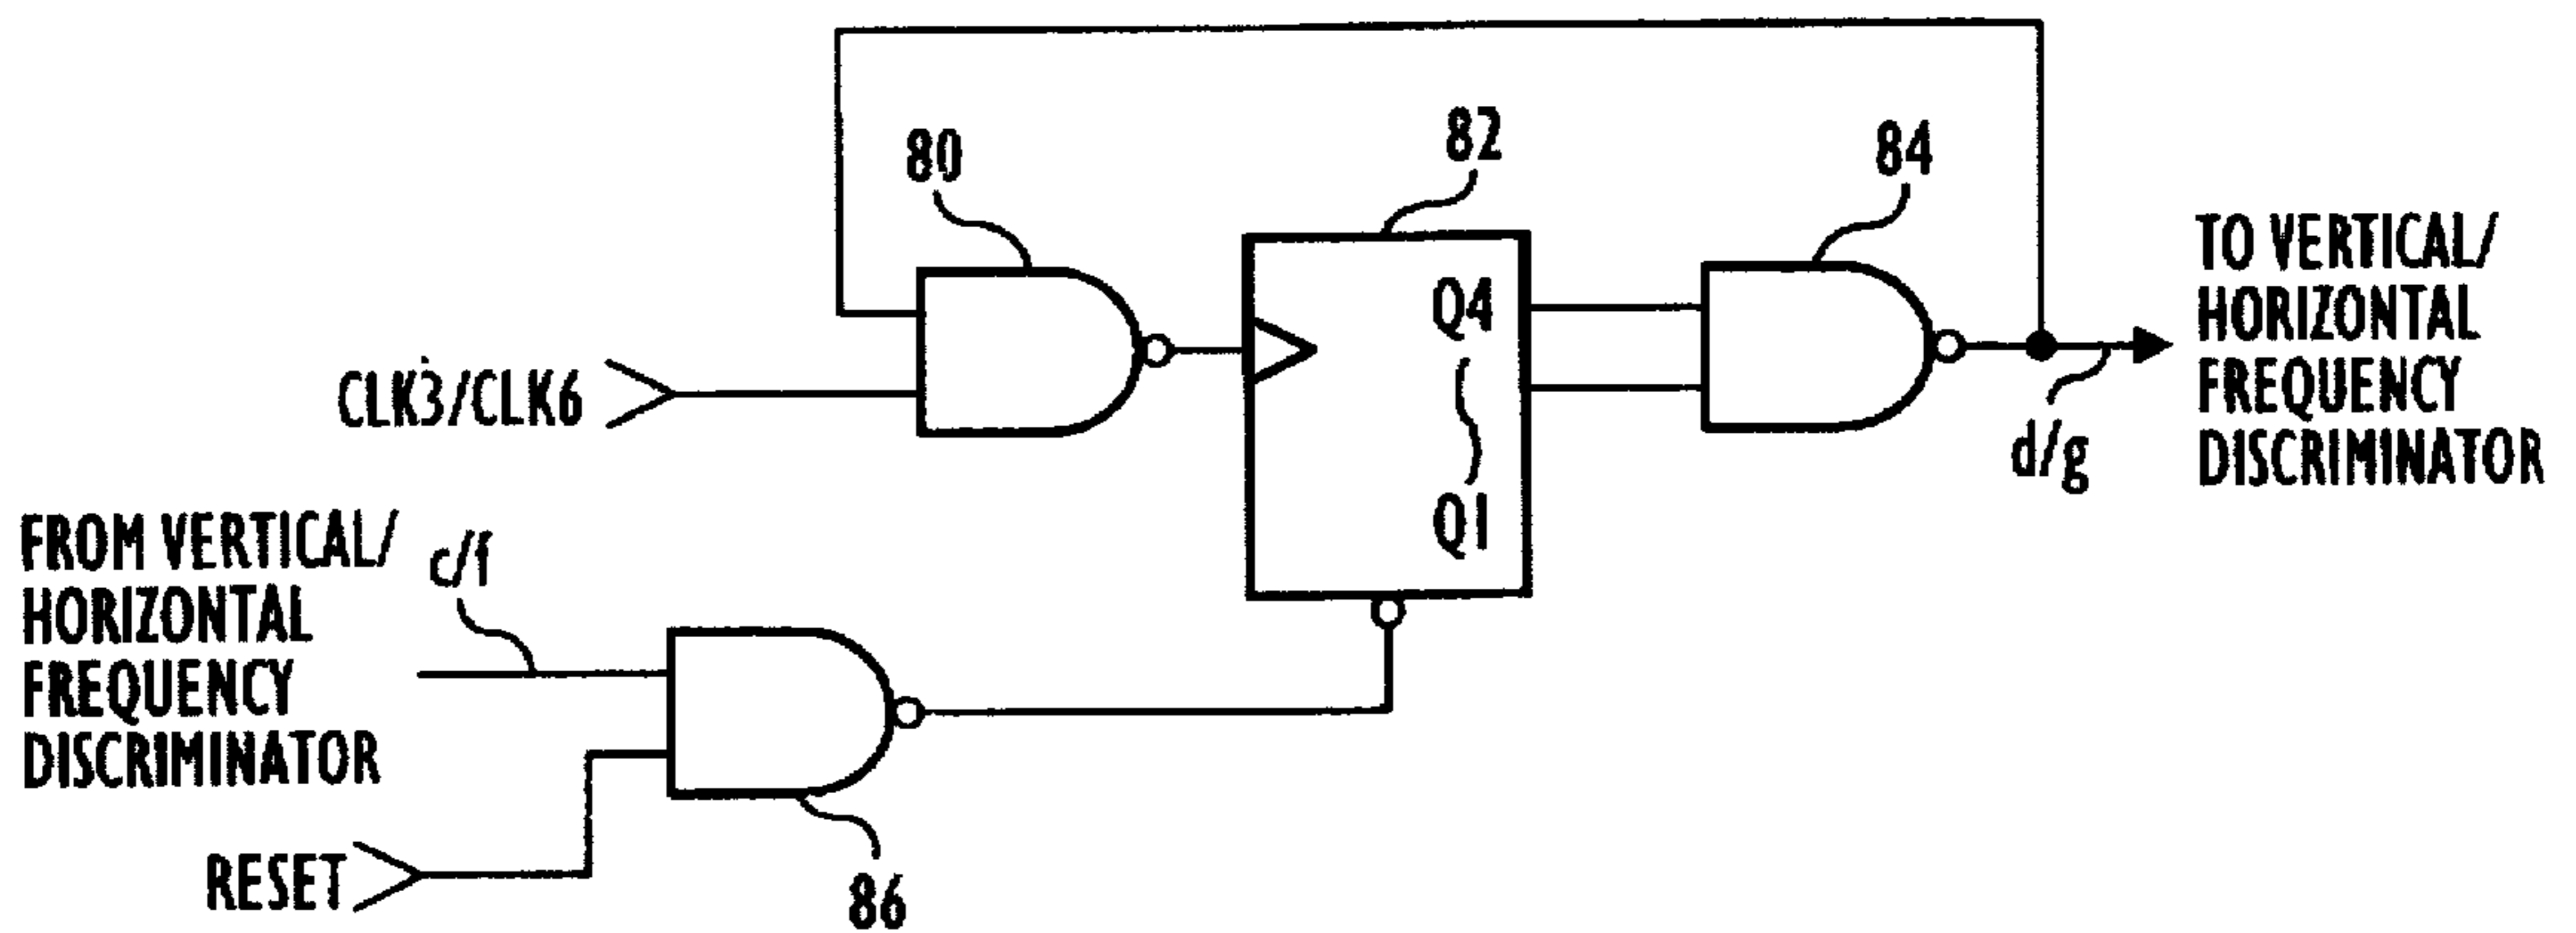 80
82
84
TO VERTICAL/
HORIZONTAL
FREQUENCY
DISCRIMINATOR
Q4
Q1
CLK3/CLK6
d/g
FROM VERTICAL/
HORIZONTAL
FREQUENCY
DISCRIMINATOR
c/f
RESET
86